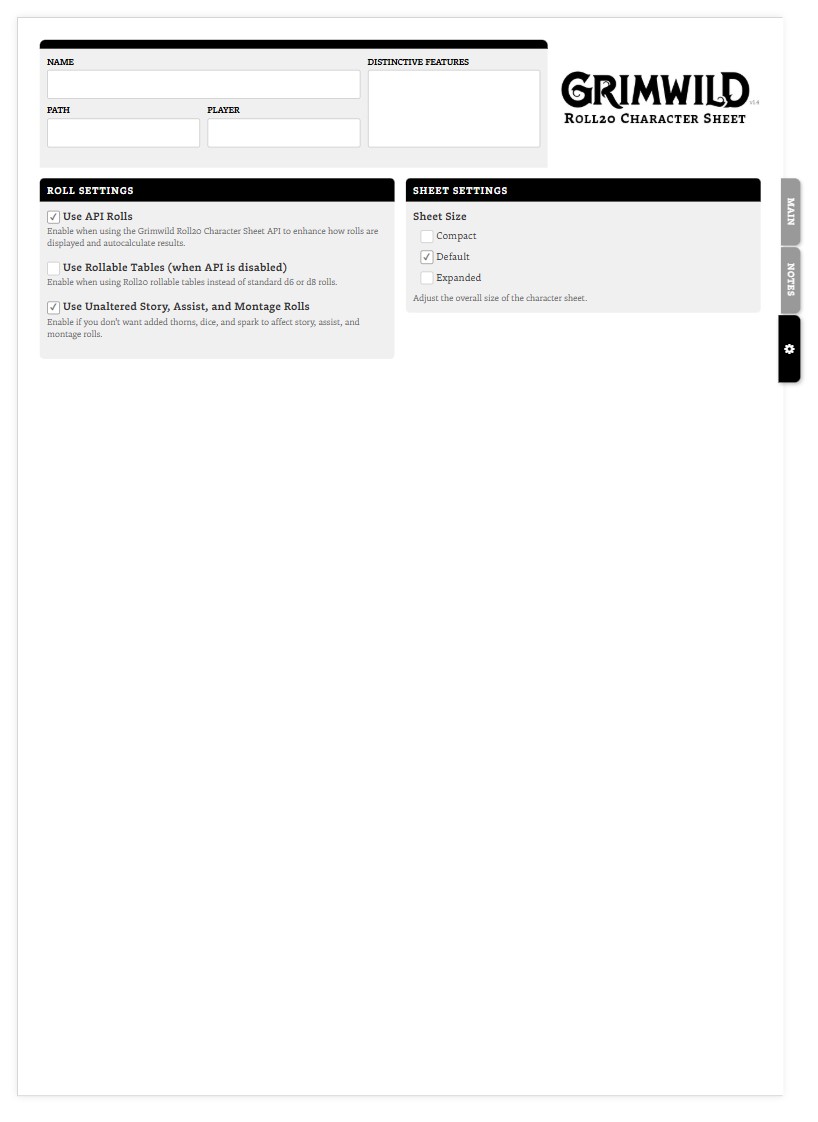 NAME
DISTINCTIVE FEATURES
PATH
PLAYER
GRIMWILD
v1.6
ROLL20 CHARACTER SHEET
ROLL SETTINGS
Use API Rolls
Enable when using the Grimwild Roll20 Character Sheet API to enhance how rolls are
displayed and autocalculate results.
Use Rollable Tables (when API is disabled)
Enable when using Roll20 rollable tables instead of standard d6 or d8 rolls.
Use Unaltered Story, Assist, and Montage Rolls
Enable if you don't want added thorns, dice, and spark to affect story, assist, and
montage rolls.
SHEET SETTINGS
Sheet Size
Compact
Default
Expanded
Adjust the overall size of the character sheet.
MAIN
NOTES